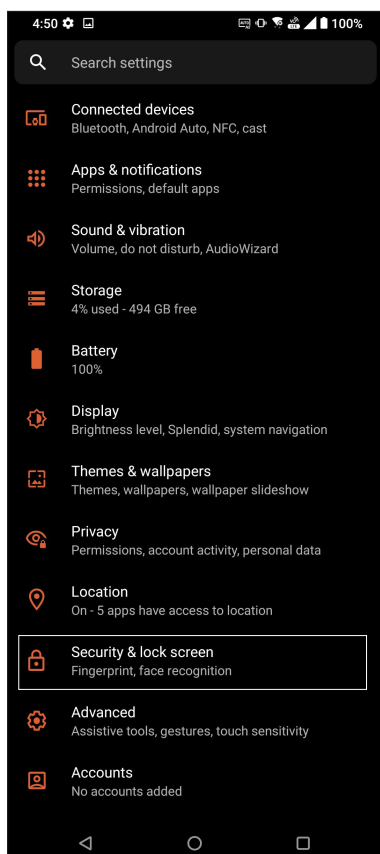 4:50 100%
Search settings
Connected devices
Bluetooth, Android Auto, NFC, cast
Apps & notifications
Permissions, default apps
Sound & vibration
Volume, do not disturb, AudioWizard
Storage
4% used - 494 GB free
Battery
100%
Display
Brightness level, Splendid, system navigation
Themes & wallpapers
Themes, wallpapers, wallpaper slideshow
Privacy
Permissions, account activity, personal data
Location
On - 5 apps have access to location
Security & lock screen
Fingerprint, face recognition
Advanced
Assistive tools, gestures, touch sensitivity
Accounts
No accounts added